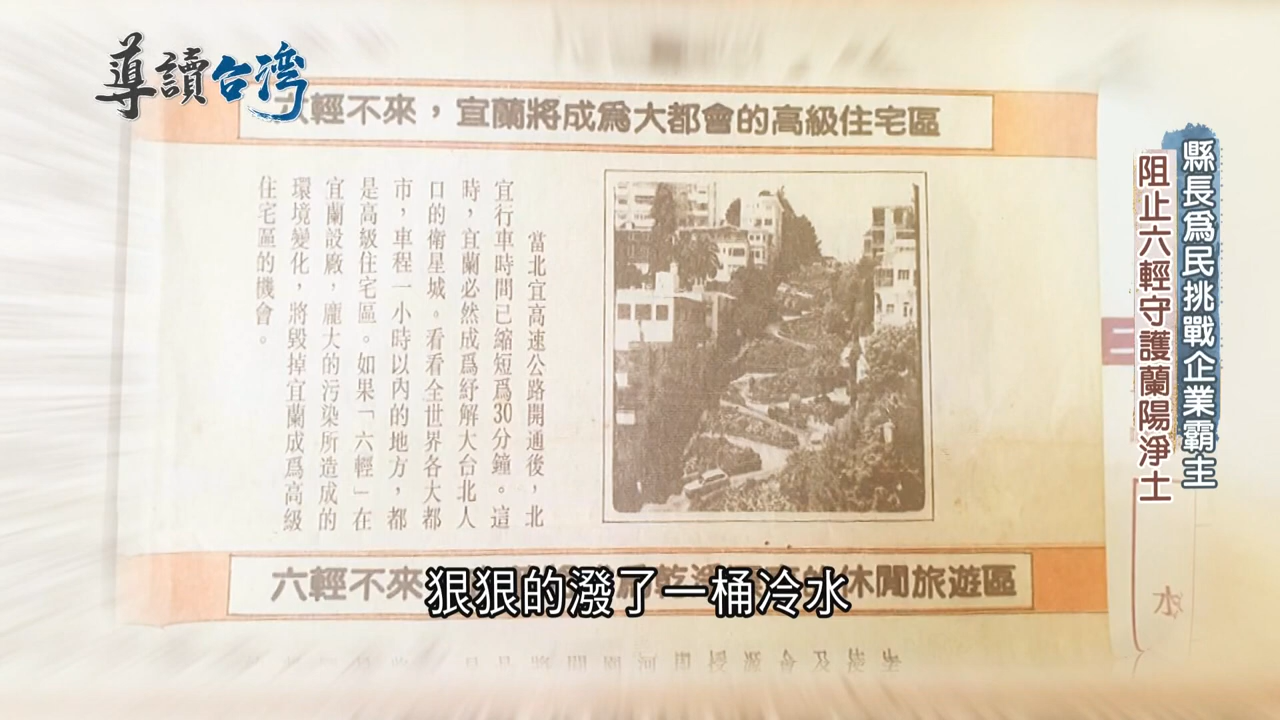 導讀台灣
六輕不來，宜蘭將成為大都會的高級住宅區
當北宜高速公路開通後，北
宜行車時間已縮短爲30分鐘。這
時，宜蘭必然成爲紓解大台北人
口的衛星城。看看全世界各大都
市，車程一小時以內的地方，都
是高級住宅區。如果「六輕」在
宜蘭設廠，龐大的污染所造成的
環境變化，將毀掉宜蘭成爲高級
住宅區的機會。
縣長為民挑戰企業霸主
阻止六輕守護蘭陽淨土
六輕不來
休閒旅遊區
狠狠的潑了一桶冷水
水